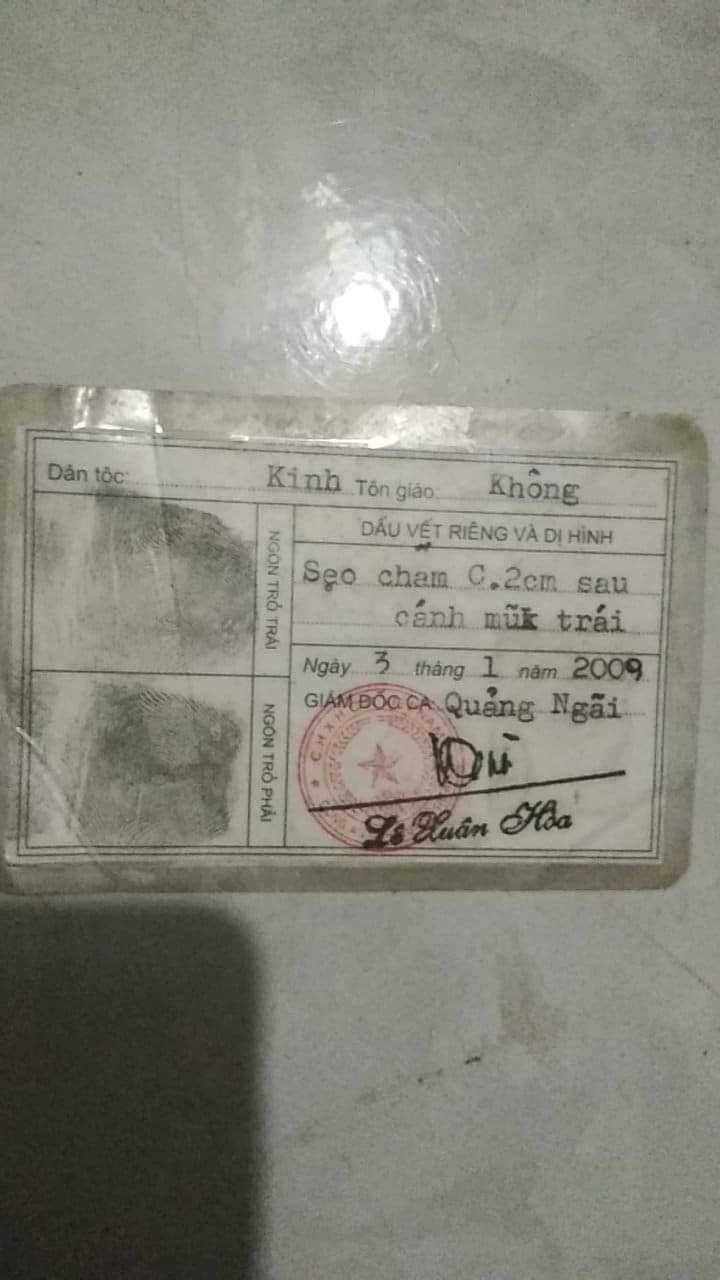 Dân tộc: Kinh Tôn giáo: Không
NGÓN TRỎ TRÁI
DẤU VẾT RIÊNG VÀ DỊ HÌNH
Sẹo chấm C.2cm sau
cánh mũk trái
Ngày 3 tháng 1 năm 2009
NGÓN TRỎ PHẢI
GIÁM ĐỐC CA Quảng Ngãi
Lê Xuân Hòa